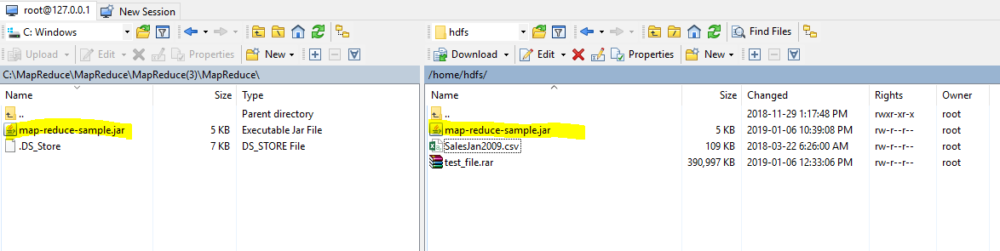 root@127.0.0.1 New Session
C: Windows hdfs Find Files
Upload Edit Properties New Download Edit Properties New
C:\MapReduce\MapReduce\MapReduce(3)\MapReduce\ /home/hdfs/
Name Size Type Name Size Changed Rights Owner
.. Parent directory .. 2018-11-29 1:17:48 PM rwxr-xr-x root
map-reduce-sample.jar 5 KB Executable Jar File map-reduce-sample.jar 5 KB 2019-01-06 10:39:08 PM rw-r--r-- root
.DS_Store 7 KB DS_STORE File SalesJan2009.csv 109 KB 2018-03-22 6:26:00 AM rw-r--r-- root
test_file.rar 390,997 KB 2019-01-06 12:33:06 PM rw-r--r-- root